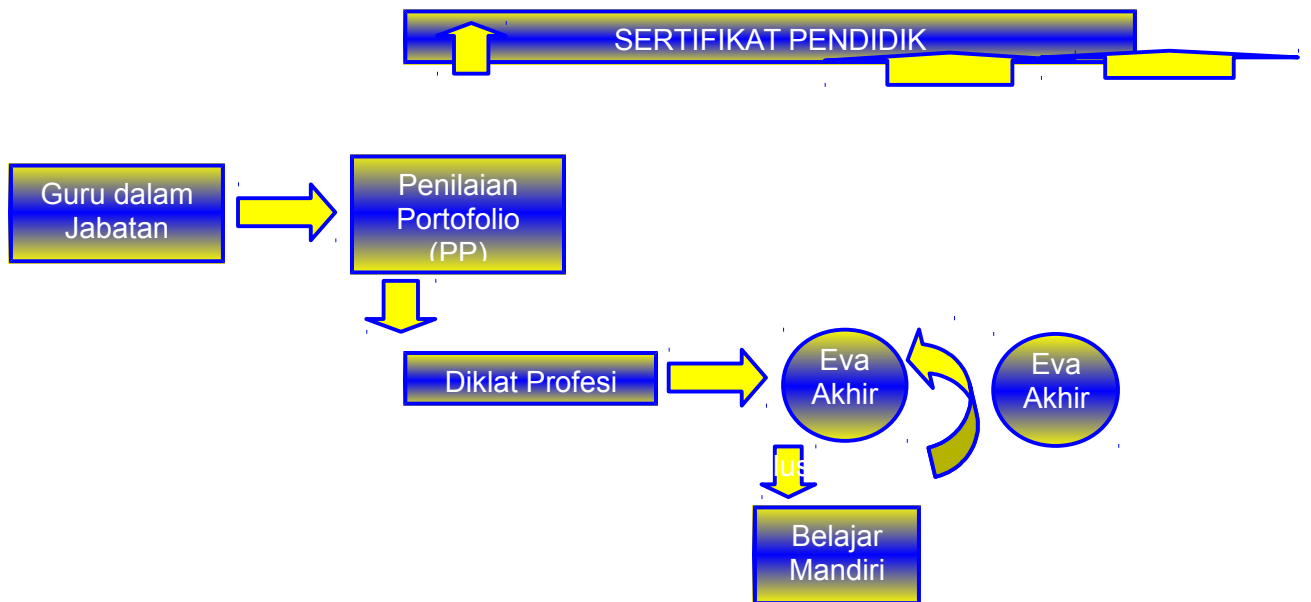 SERTIFIKAT PENDIDIK
Guru dalam
Jabatan
Penilaian
Portofolio
(PP)
Diklat Profesi
Eva
Akhir
Eva
Akhir
Belajar
Mandiri